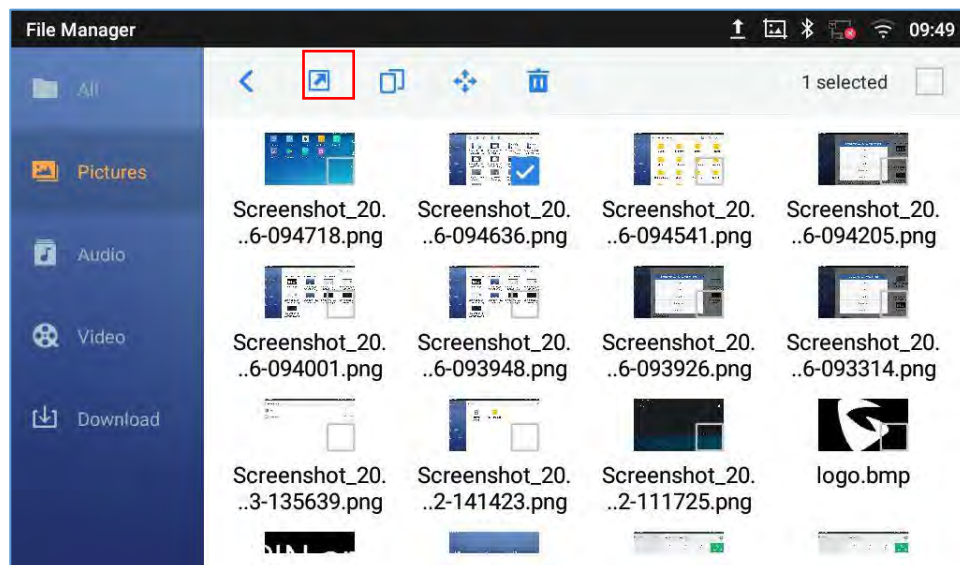 File Manager 09:49
All 1 selected
Pictures
Screenshot_20. Screenshot_20. Screenshot_20. Screenshot_20.
..6-094718.png ..6-094636.png ..6-094541.png ..6-094205.png
Audio
Video
Screenshot_20. Screenshot_20. Screenshot_20. Screenshot_20.
..6-094001.png ..6-093948.png ..6-093926.png ..6-093314.png
Download
Screenshot_20. Screenshot_20. Screenshot_20. logo.bmp
..3-135639.png ..2-141423.png ..2-111725.png